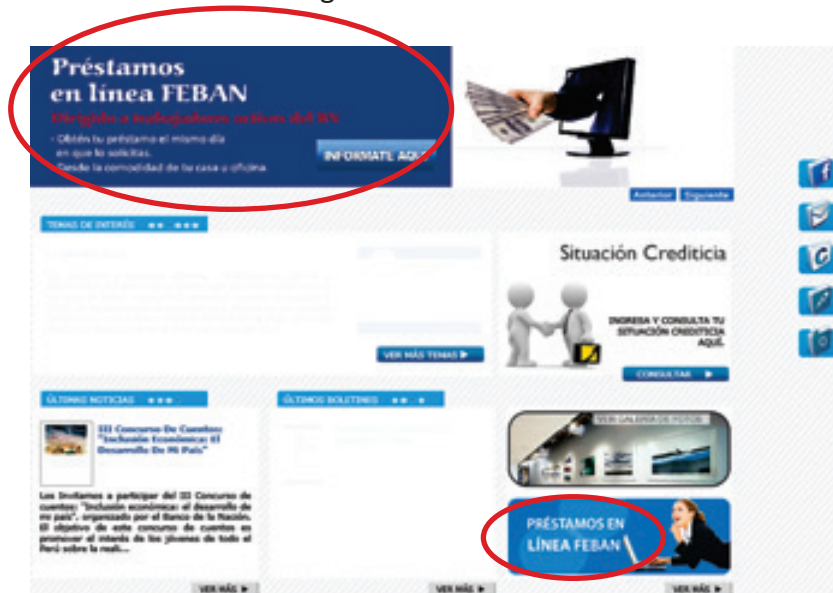 Préstamos
en línea FEBAN
Dirigido a trabajadores activos del BN
- Obtén tu préstamo el mismo día
en que lo solicitas.
- Desde la comodidad de tu casa u oficina.
INFORMATE AQUÍ
Anterior Siguiente
TEMAS DE INTERÉS
VER MÁS TEMAS
Situación Crediticia
INGRESA Y CONSULTA TU
SITUACIÓN CREDITICIA
AQUÍ.
CONSULTAR
ÚLTIMAS NOTICIAS
III Concurso De Cuentos:
"Inclusión Económica: El
Desarrollo De Mi País"
Los Invitamos a participar del III Concurso de
cuentos: "Inclusión económica: el desarrollo de
mi país", organizado por el Banco de la Nación.
El objetivo de este concurso de cuentos es
promover el interés de los jóvenes de todo el
Perú sobre la reali...
VER MÁS
ÚLTIMOS BOLETINES
VER MÁS
VER GALERÍA DE FOTOS
PRÉSTAMOS EN
LÍNEA FEBAN
VER MÁS